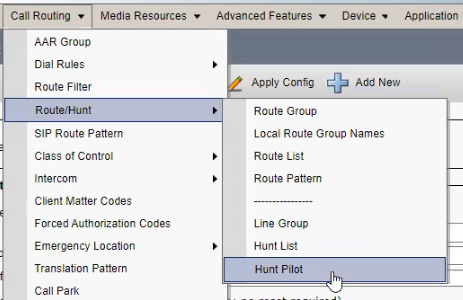 Call Routing Media Resources Advanced Features Device Application
AAR Group
Dial Rules
Route Filter
Apply Config Add New
Route/Hunt
Route Group
SIP Route Pattern
Local Route Group Names
Class of Control
Route List
Intercom
Route Pattern
Client Matter Codes
----------------
Forced Authorization Codes
Line Group
Emergency Location
Hunt List
Translation Pattern
Hunt Pilot
Call Park
no reset required)